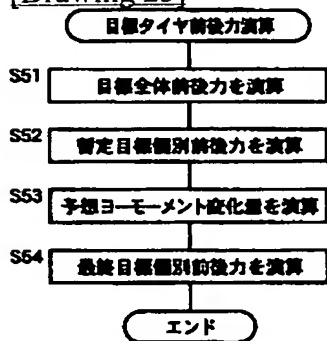 [Drawing 23]
目標タイヤ前後力演算
S51
目標全体前後力を演算
S52
暫定目標個別前後力を演算
S53
予想ヨーモーメント変化量を演算
S54
最終目標個別前後力を演算
エンド